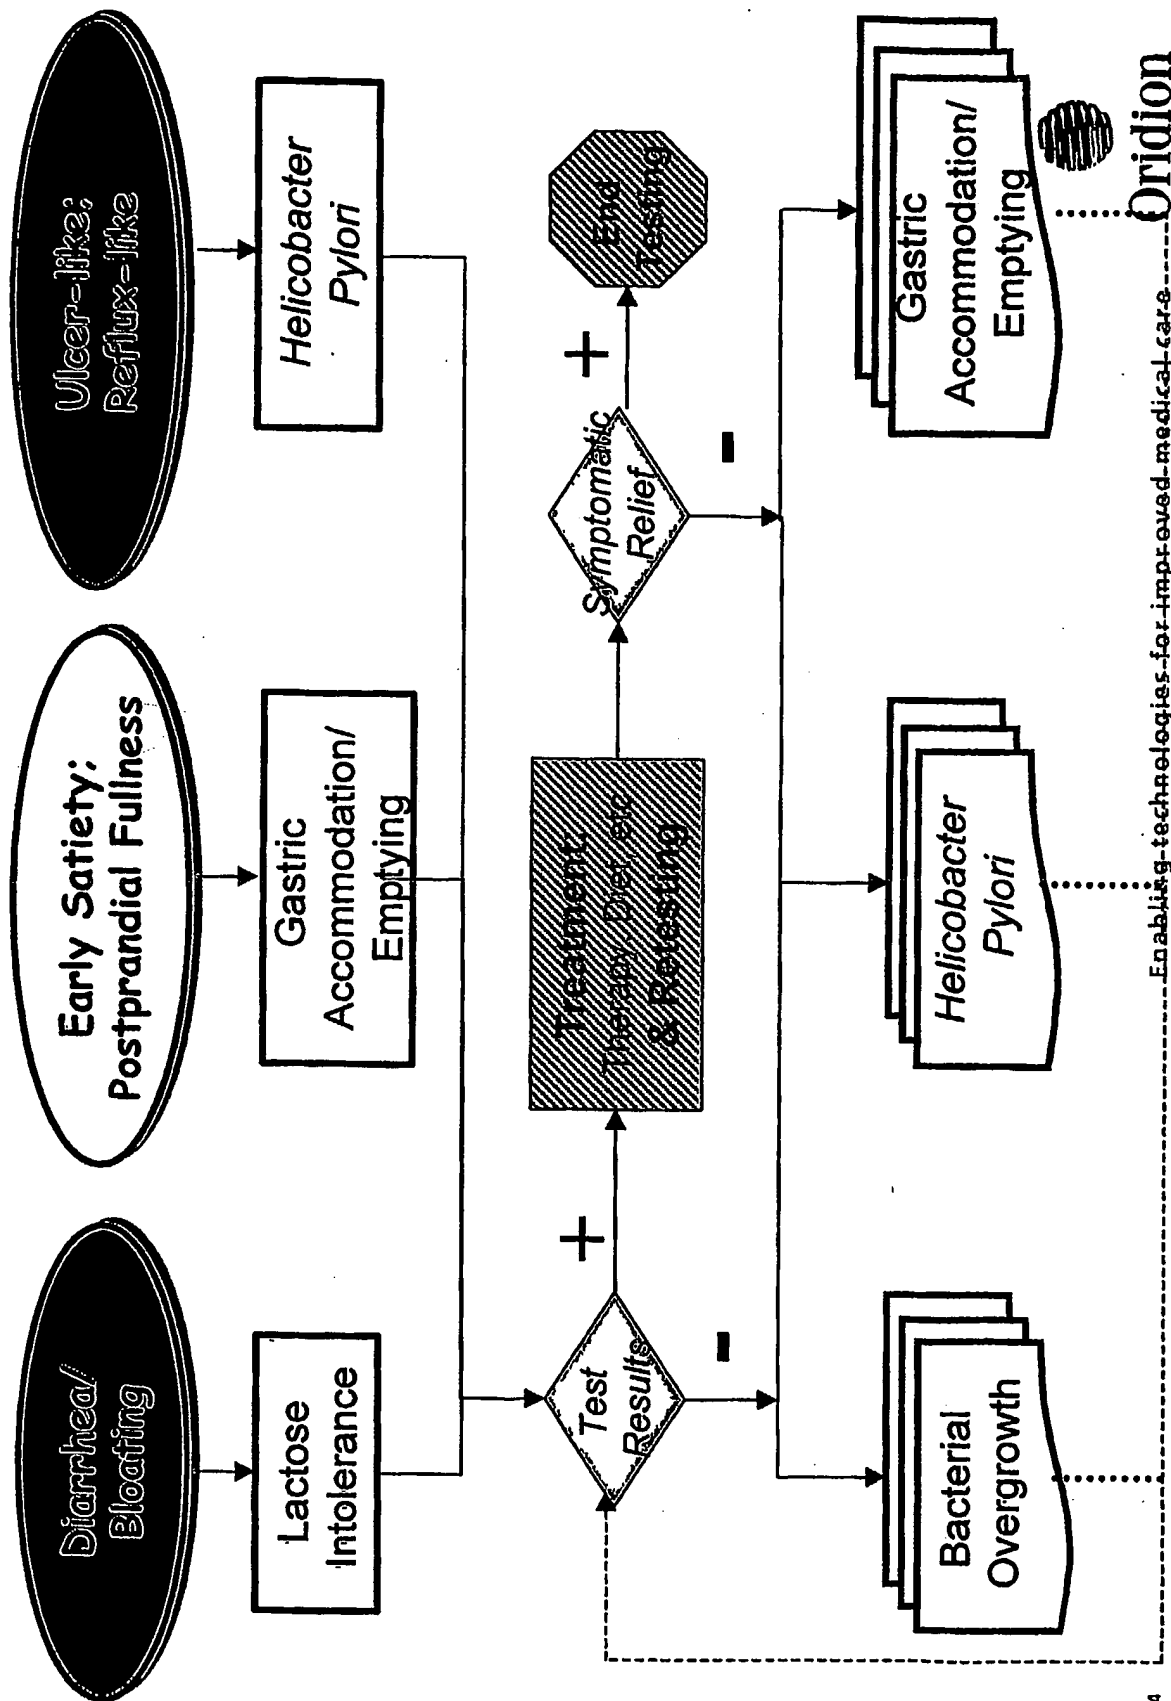 Diarrhea/
Bloating
Early Satiety;
Postprandial Fullness
Ulcer-like;
Reflux-like
Lactose
Intolerance
Gastric
Accommodation/
Emptying
Helicobacter
Pylori
Test
Results
+
-
Treatment,
Therapy, Diet, etc
& Retesting
Symptomatic
Relief
+
-
End
Testing
Bacterial
Overgrowth
Helicobacter
Pylori
Gastric
Accommodation/
Emptying
Enabling technologies for improved medical care
Oridion